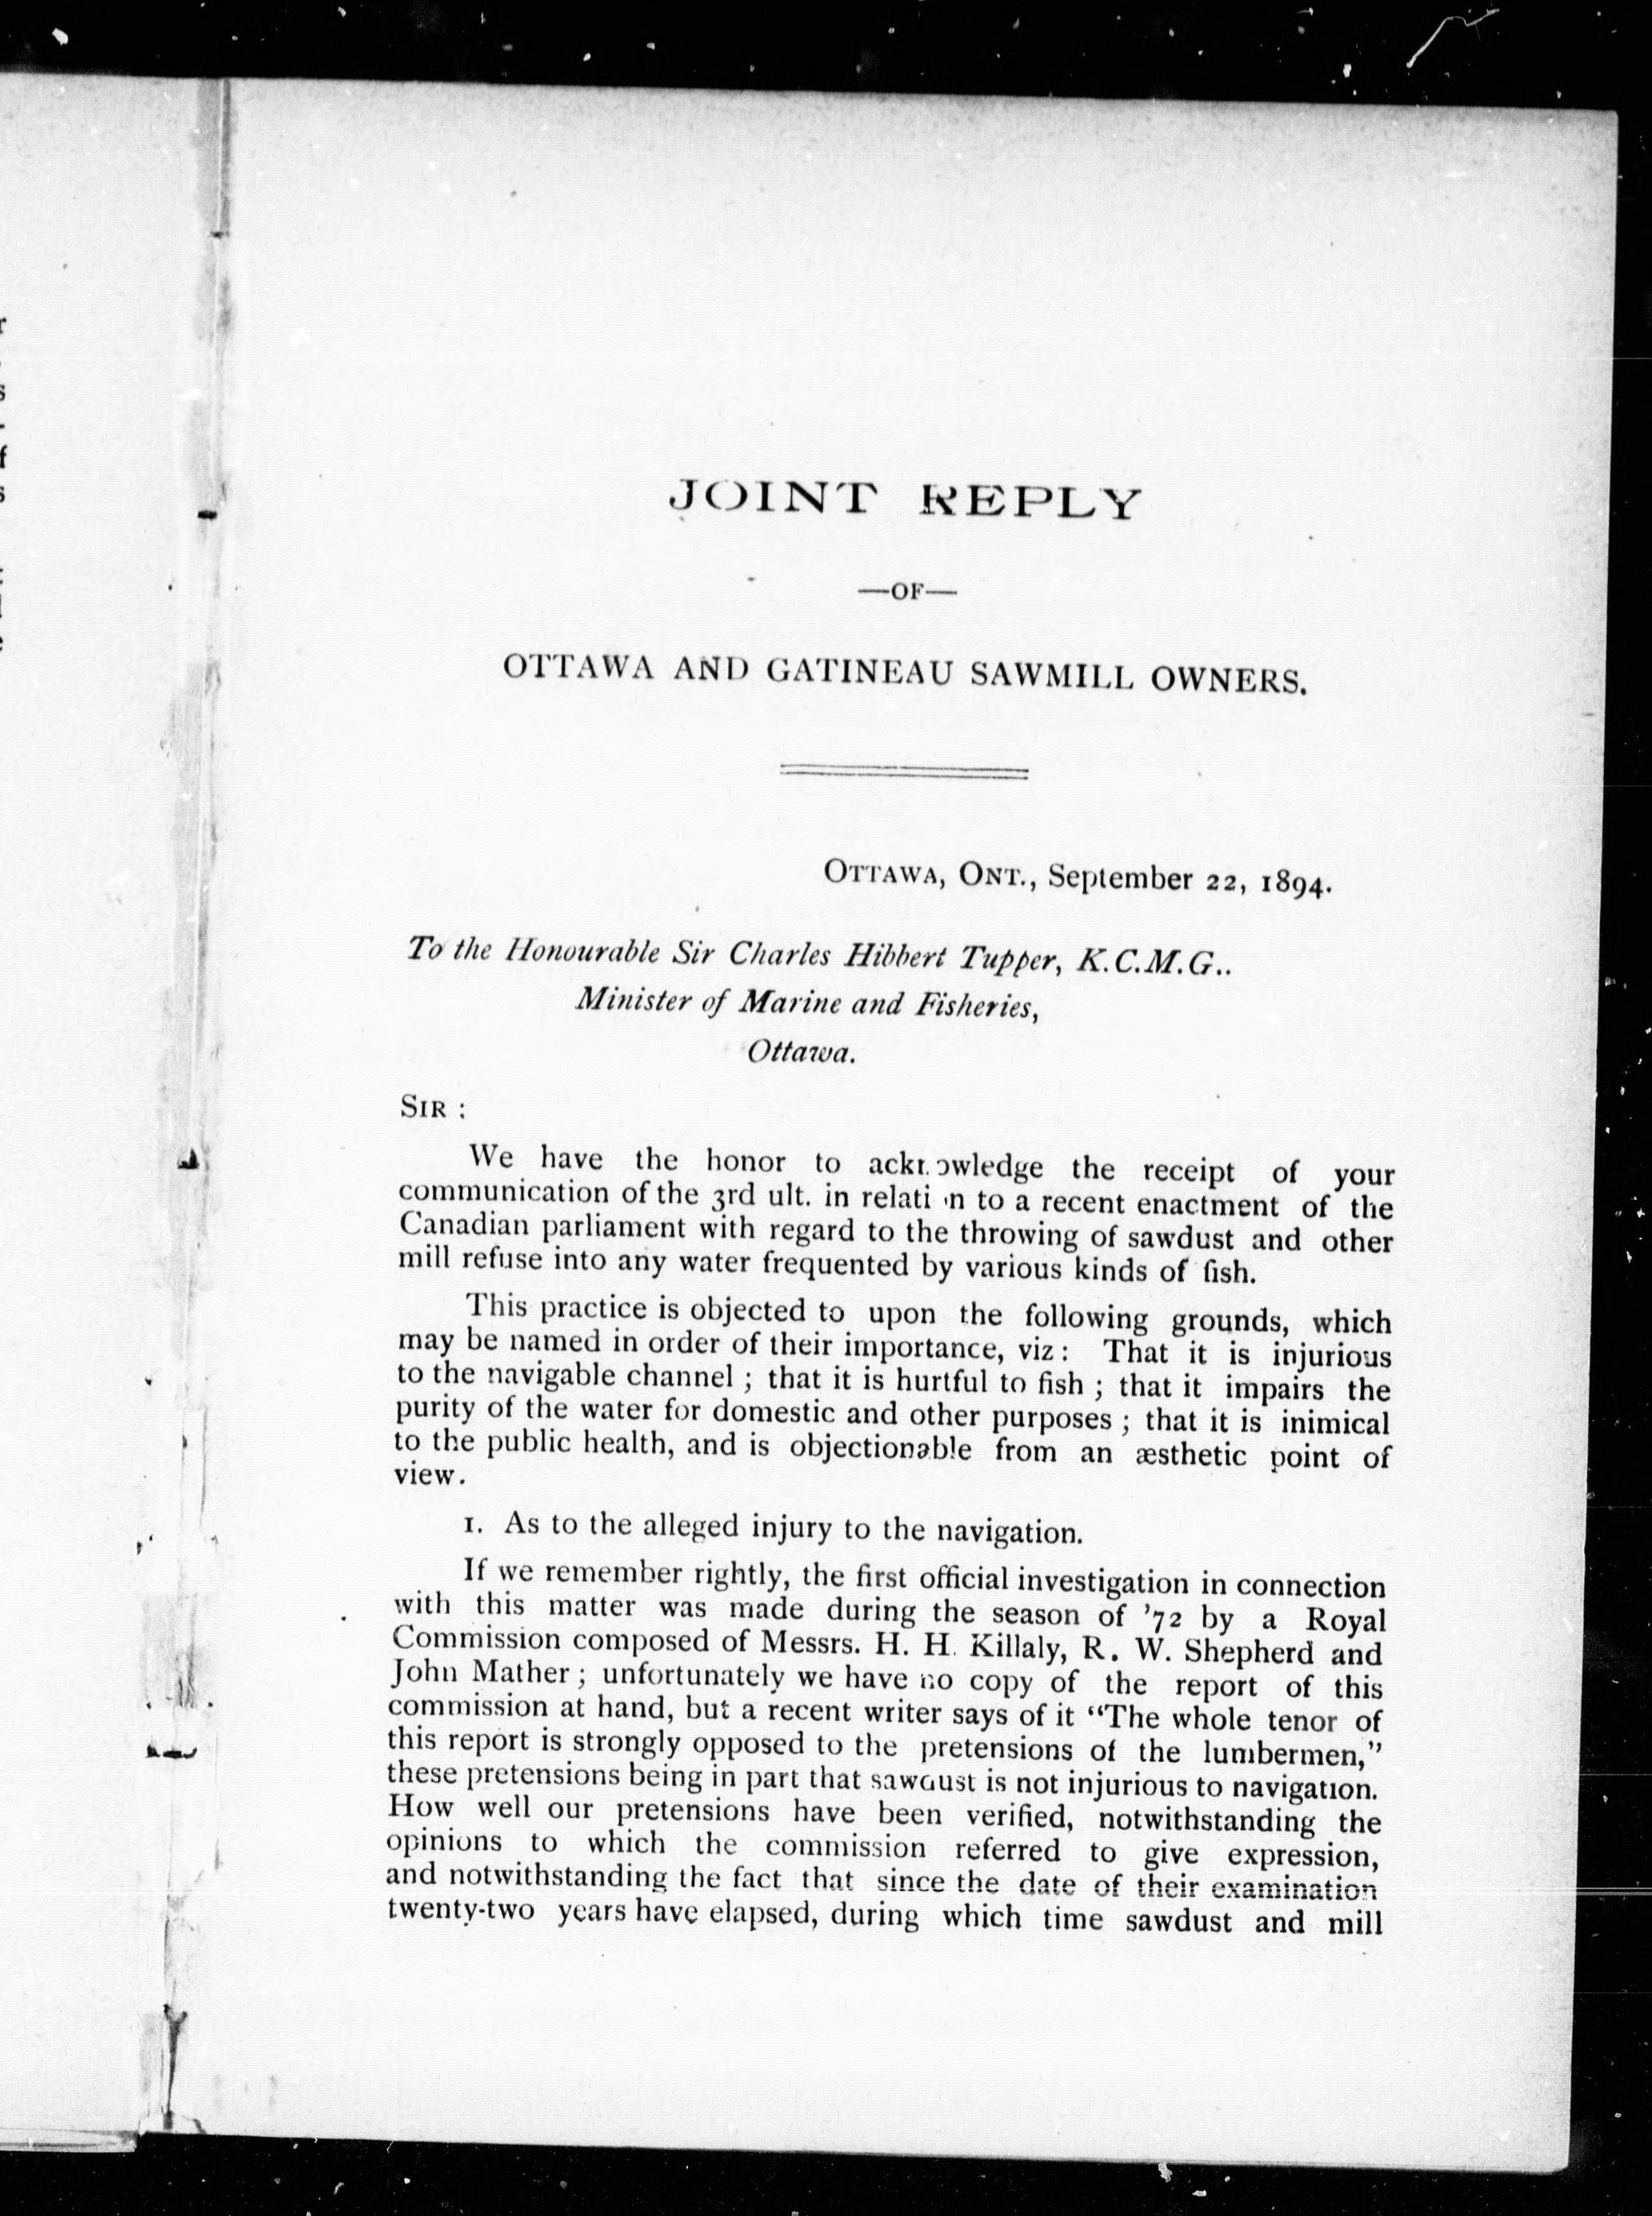 JOINT REPLY
—OF—
OTTAWA AND GATINEAU SAWMILL OWNERS.
OTTAWA, ONT., September 22, 1894.
To the Honourable Sir Charles Hibbert Tupper, K.C.M.G..
Minister of Marine and Fisheries,
Ottawa.
SIR :
We have the honor to acknowledge the receipt of your
communication of the 3rd ult. in relation to a recent enactment of the
Canadian parliament with regard to the throwing of sawdust and other
mill refuse into any water frequented by various kinds of fish.
This practice is objected to upon the following grounds, which
may be named in order of their importance, viz : That it is injurious
to the navigable channel ; that it is hurtful to fish ; that it impairs the
purity of the water for domestic and other purposes ; that it is inimical
to the public health, and is objectionable from an æsthetic point of
view.
1. As to the alleged injury to the navigation.
If we remember rightly, the first official investigation in connection
with this matter was made during the season of '72 by a Royal
Commission composed of Messrs. H. H. Killaly, R. W. Shepherd and
John Mather ; unfortunately we have no copy of the report of this
commission at hand, but a recent writer says of it "The whole tenor of
this report is strongly opposed to the pretensions of the lumbermen,"
these pretensions being in part that sawdust is not injurious to navigation.
How well our pretensions have been verified, notwithstanding the
opinions to which the commission referred to give expression,
and notwithstanding the fact that since the date of their examination
twenty-two years have elapsed, during which time sawdust and mill